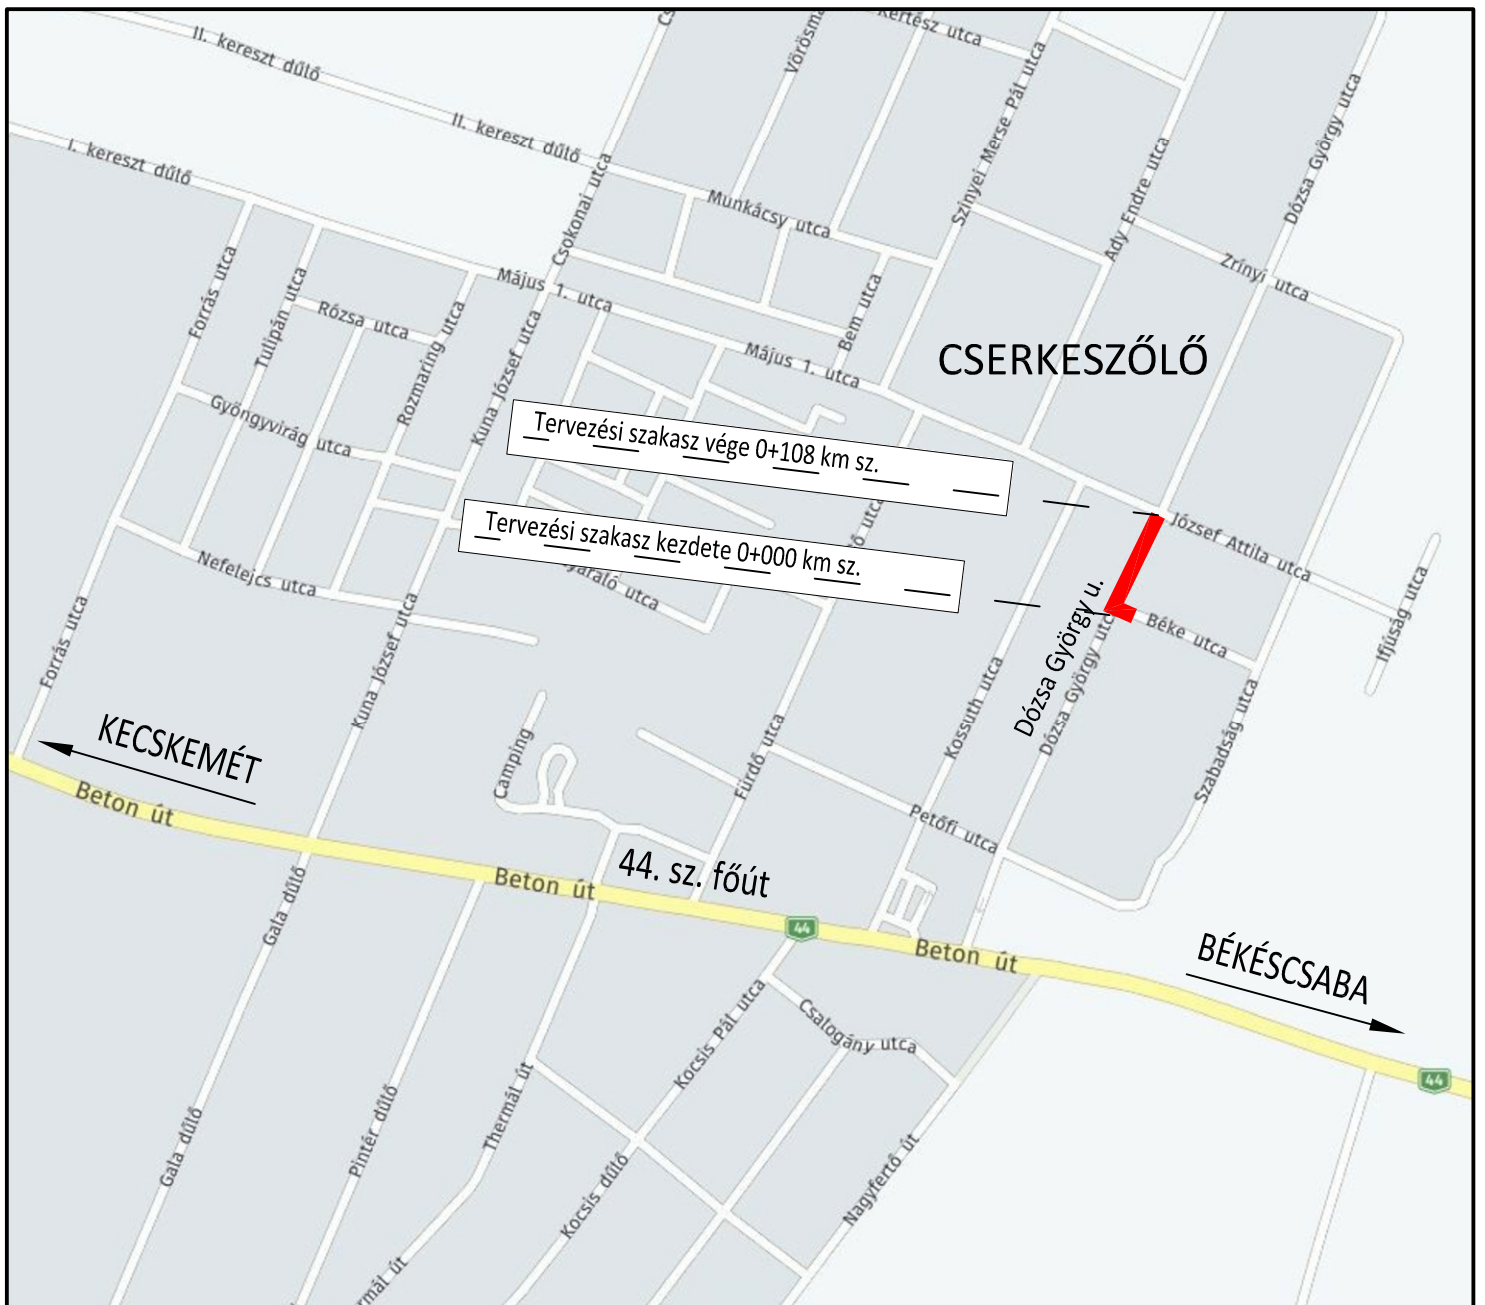 Kertész utca
II. kereszt dűlő
II. kereszt dűlő
I. kereszt dűlő
Munkácsy utca
Csokonai utca
Szinyei Merse Pál utca
Ady Endre utca
Dózsa György utca
Zrínyi utca
Május 1. utca
Május 1. utca
Bem utca
Forrás utca
Tulipán utca
Rózsa utca
Rozmaring utca
Kuna József utca
Gyöngyvirág utca
CSERKESZŐLŐ
Tervezési szakasz vége 0+108 km sz.
Tervezési szakasz kezdete 0+000 km sz.
József Attila utca
Ifjúság utca
Béke utca
Dózsa György u.
Dózsa György utca
Nefelejcs utca
utca
Forrás utca
Kuna József utca
Kossuth utca
Szabadság utca
Fürdő utca
Petőfi utca
Camping
KECSKEMÉT
Beton út
Beton út
44. sz. főút
44
Beton út
BÉKÉSCSABA
44
Gala dűlő
Gala dűlő
Pintér dűlő
Thermál út
Kocsis Pál utca
Csalogány utca
Kocsis dűlő
Nagyfertő út
út